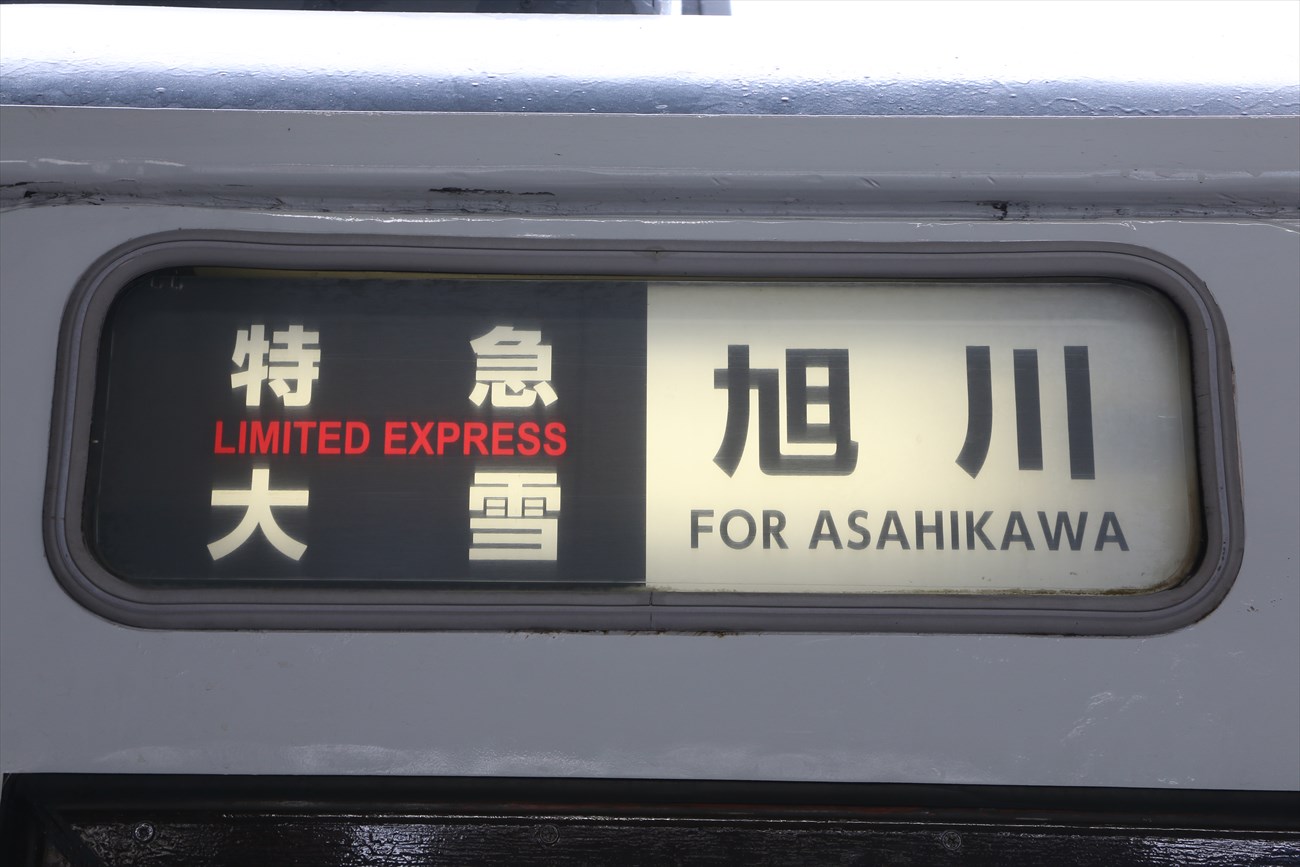 特急
LIMITED EXPRESS
大雪
旭川
FOR ASAHIKAWA